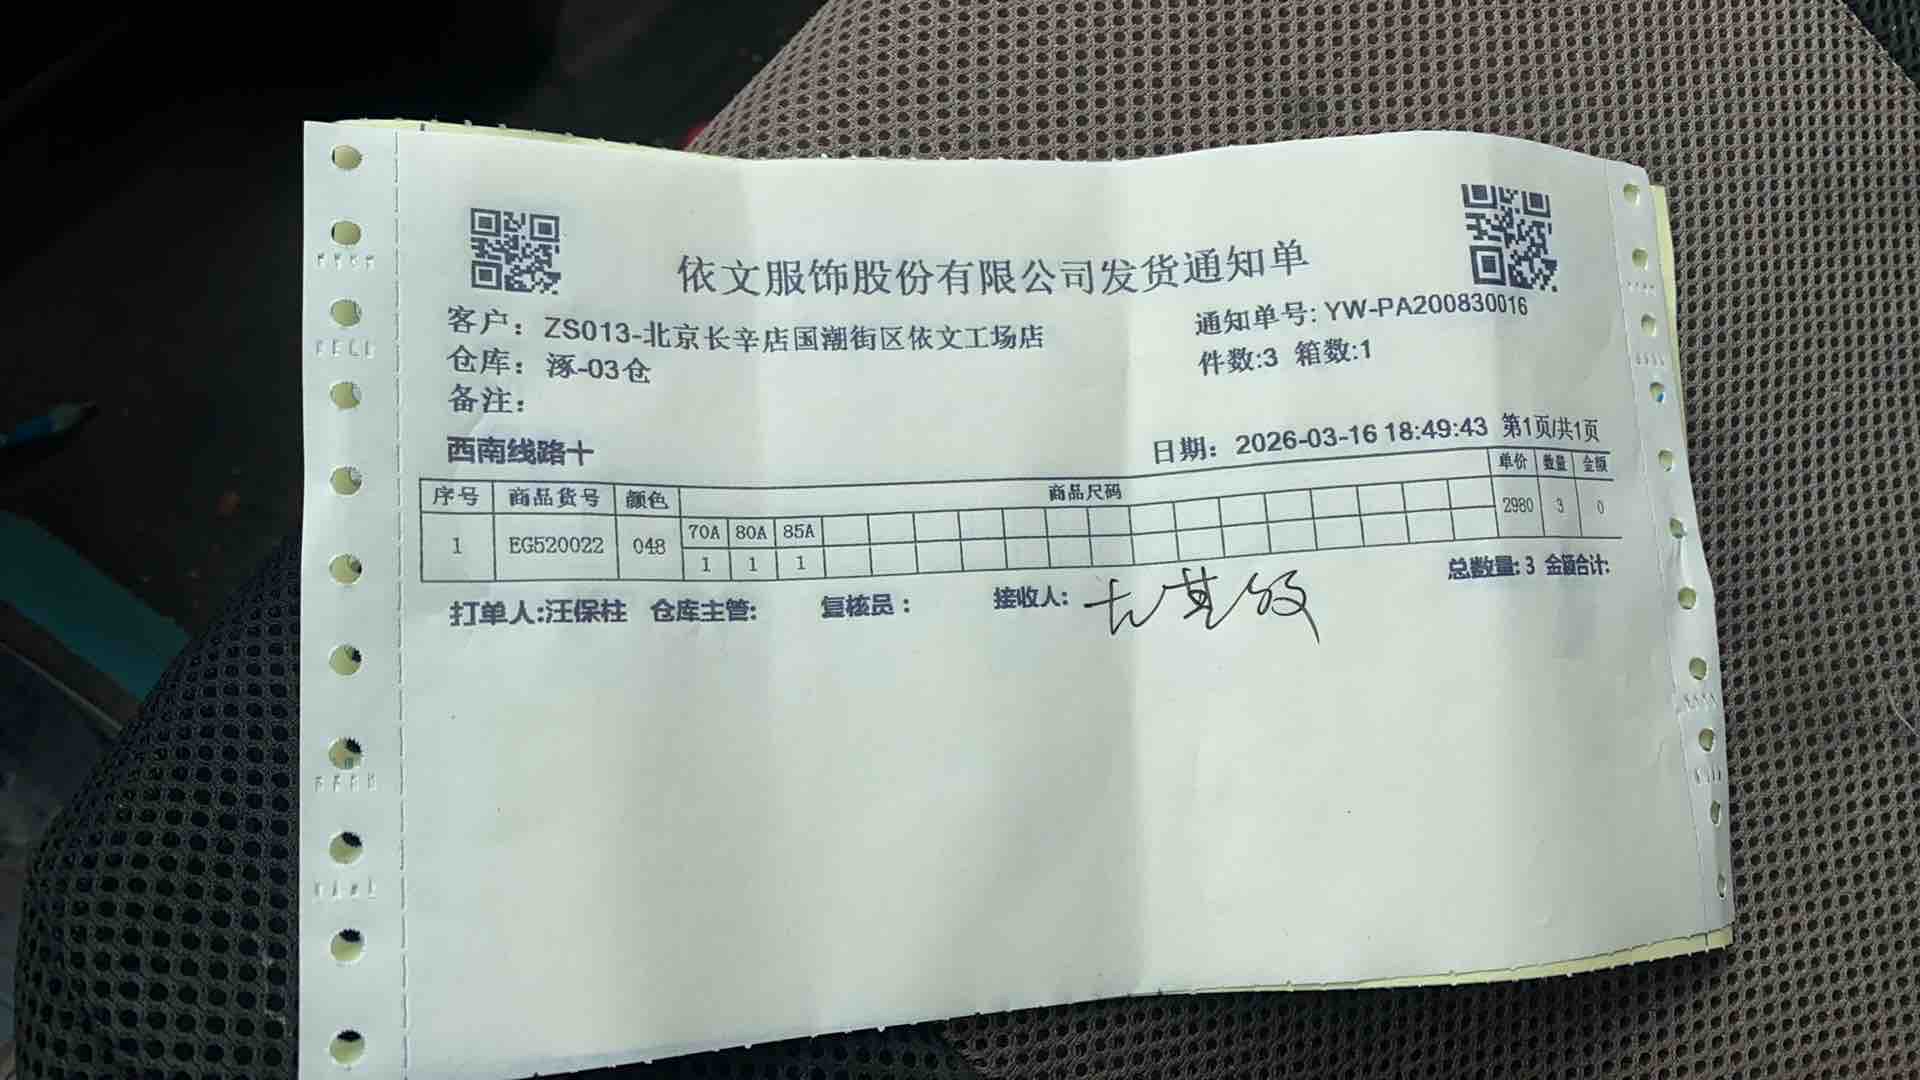 依文服饰股份有限公司发货通知单
客户：ZS013-北京长辛店国潮街区依文工场店
通知单号: YW-PA200830016
仓库：涿-03仓
件数:3 箱数:1
备注：
西南线路十
日期：2026-03-16 18:49:43 第1页/共1页
序号 商品货号 颜色 商品尺码 单价 数量 金额
70A 80A 85A
1 EG520022 048 2980 3 0
1 1 1
总数量: 3 金额合计:
打单人:汪保柱 仓库主管: 复核员： 接收人: